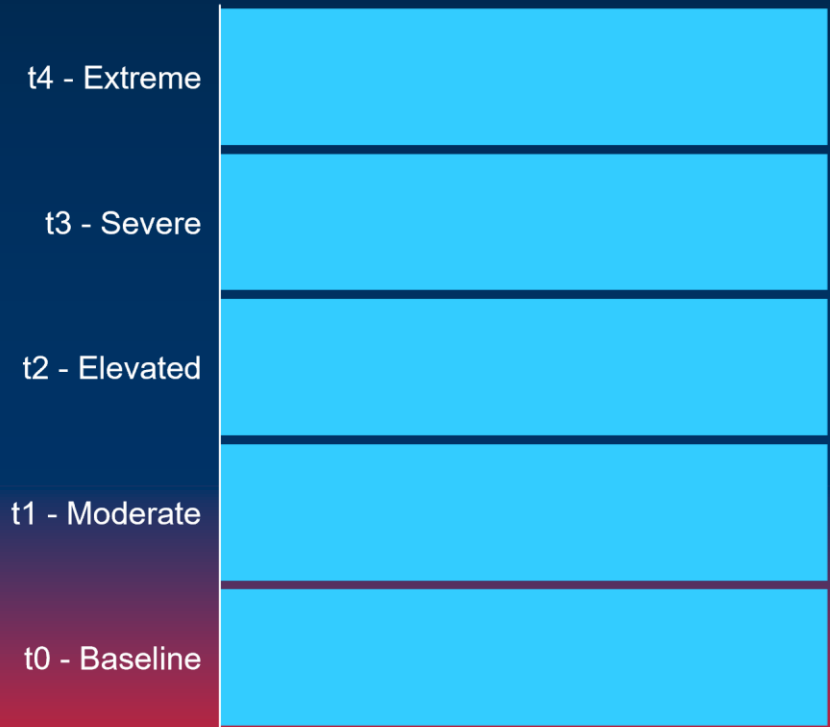 t4 - Extreme
t3 - Severe
t2 - Elevated
t1 - Moderate
t0 - Baseline